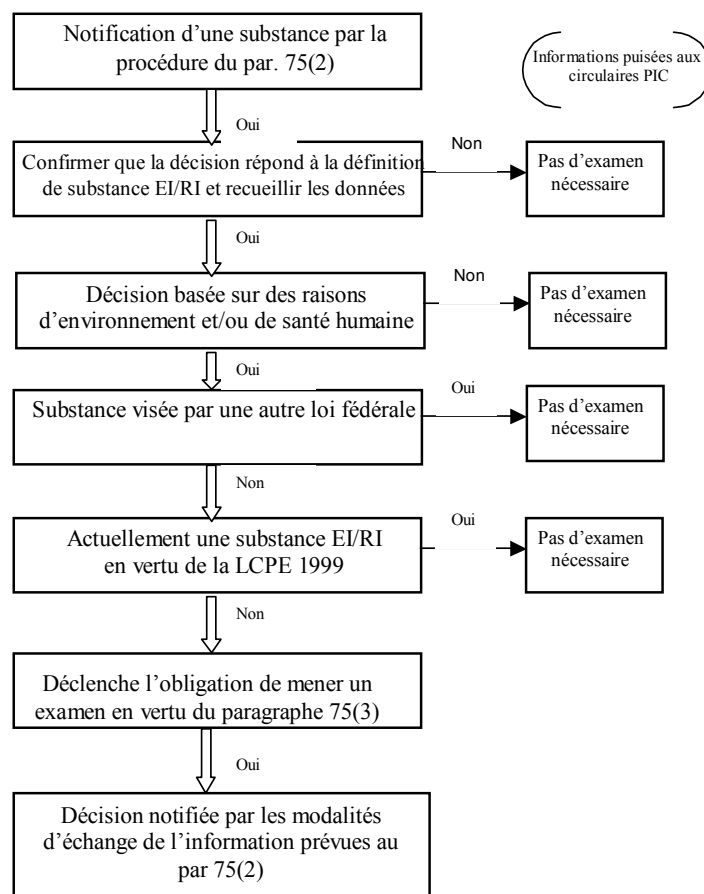 Notification d'une substance par la
procédure du par. 75(2)
Informations puisées aux
circulaires PIC
Oui
Confirmer que la décision répond à la définition
de substance EI/RI et recueillir les données
Non
Pas d'examen
nécessaire
Oui
Décision basée sur des raisons
d'environnement et/ou de santé humaine
Non
Pas d'examen
nécessaire
Oui
Substance visée par une autre loi fédérale
Oui
Pas d'examen
nécessaire
Non
Actuellement une substance EI/RI
en vertu de la LCPE 1999
Oui
Pas d'examen
nécessaire
Non
Déclenche l'obligation de mener un
examen en vertu du paragraphe 75(3)
Oui
Décision notifiée par les modalités
d'échange de l'information prévues au
par 75(2)